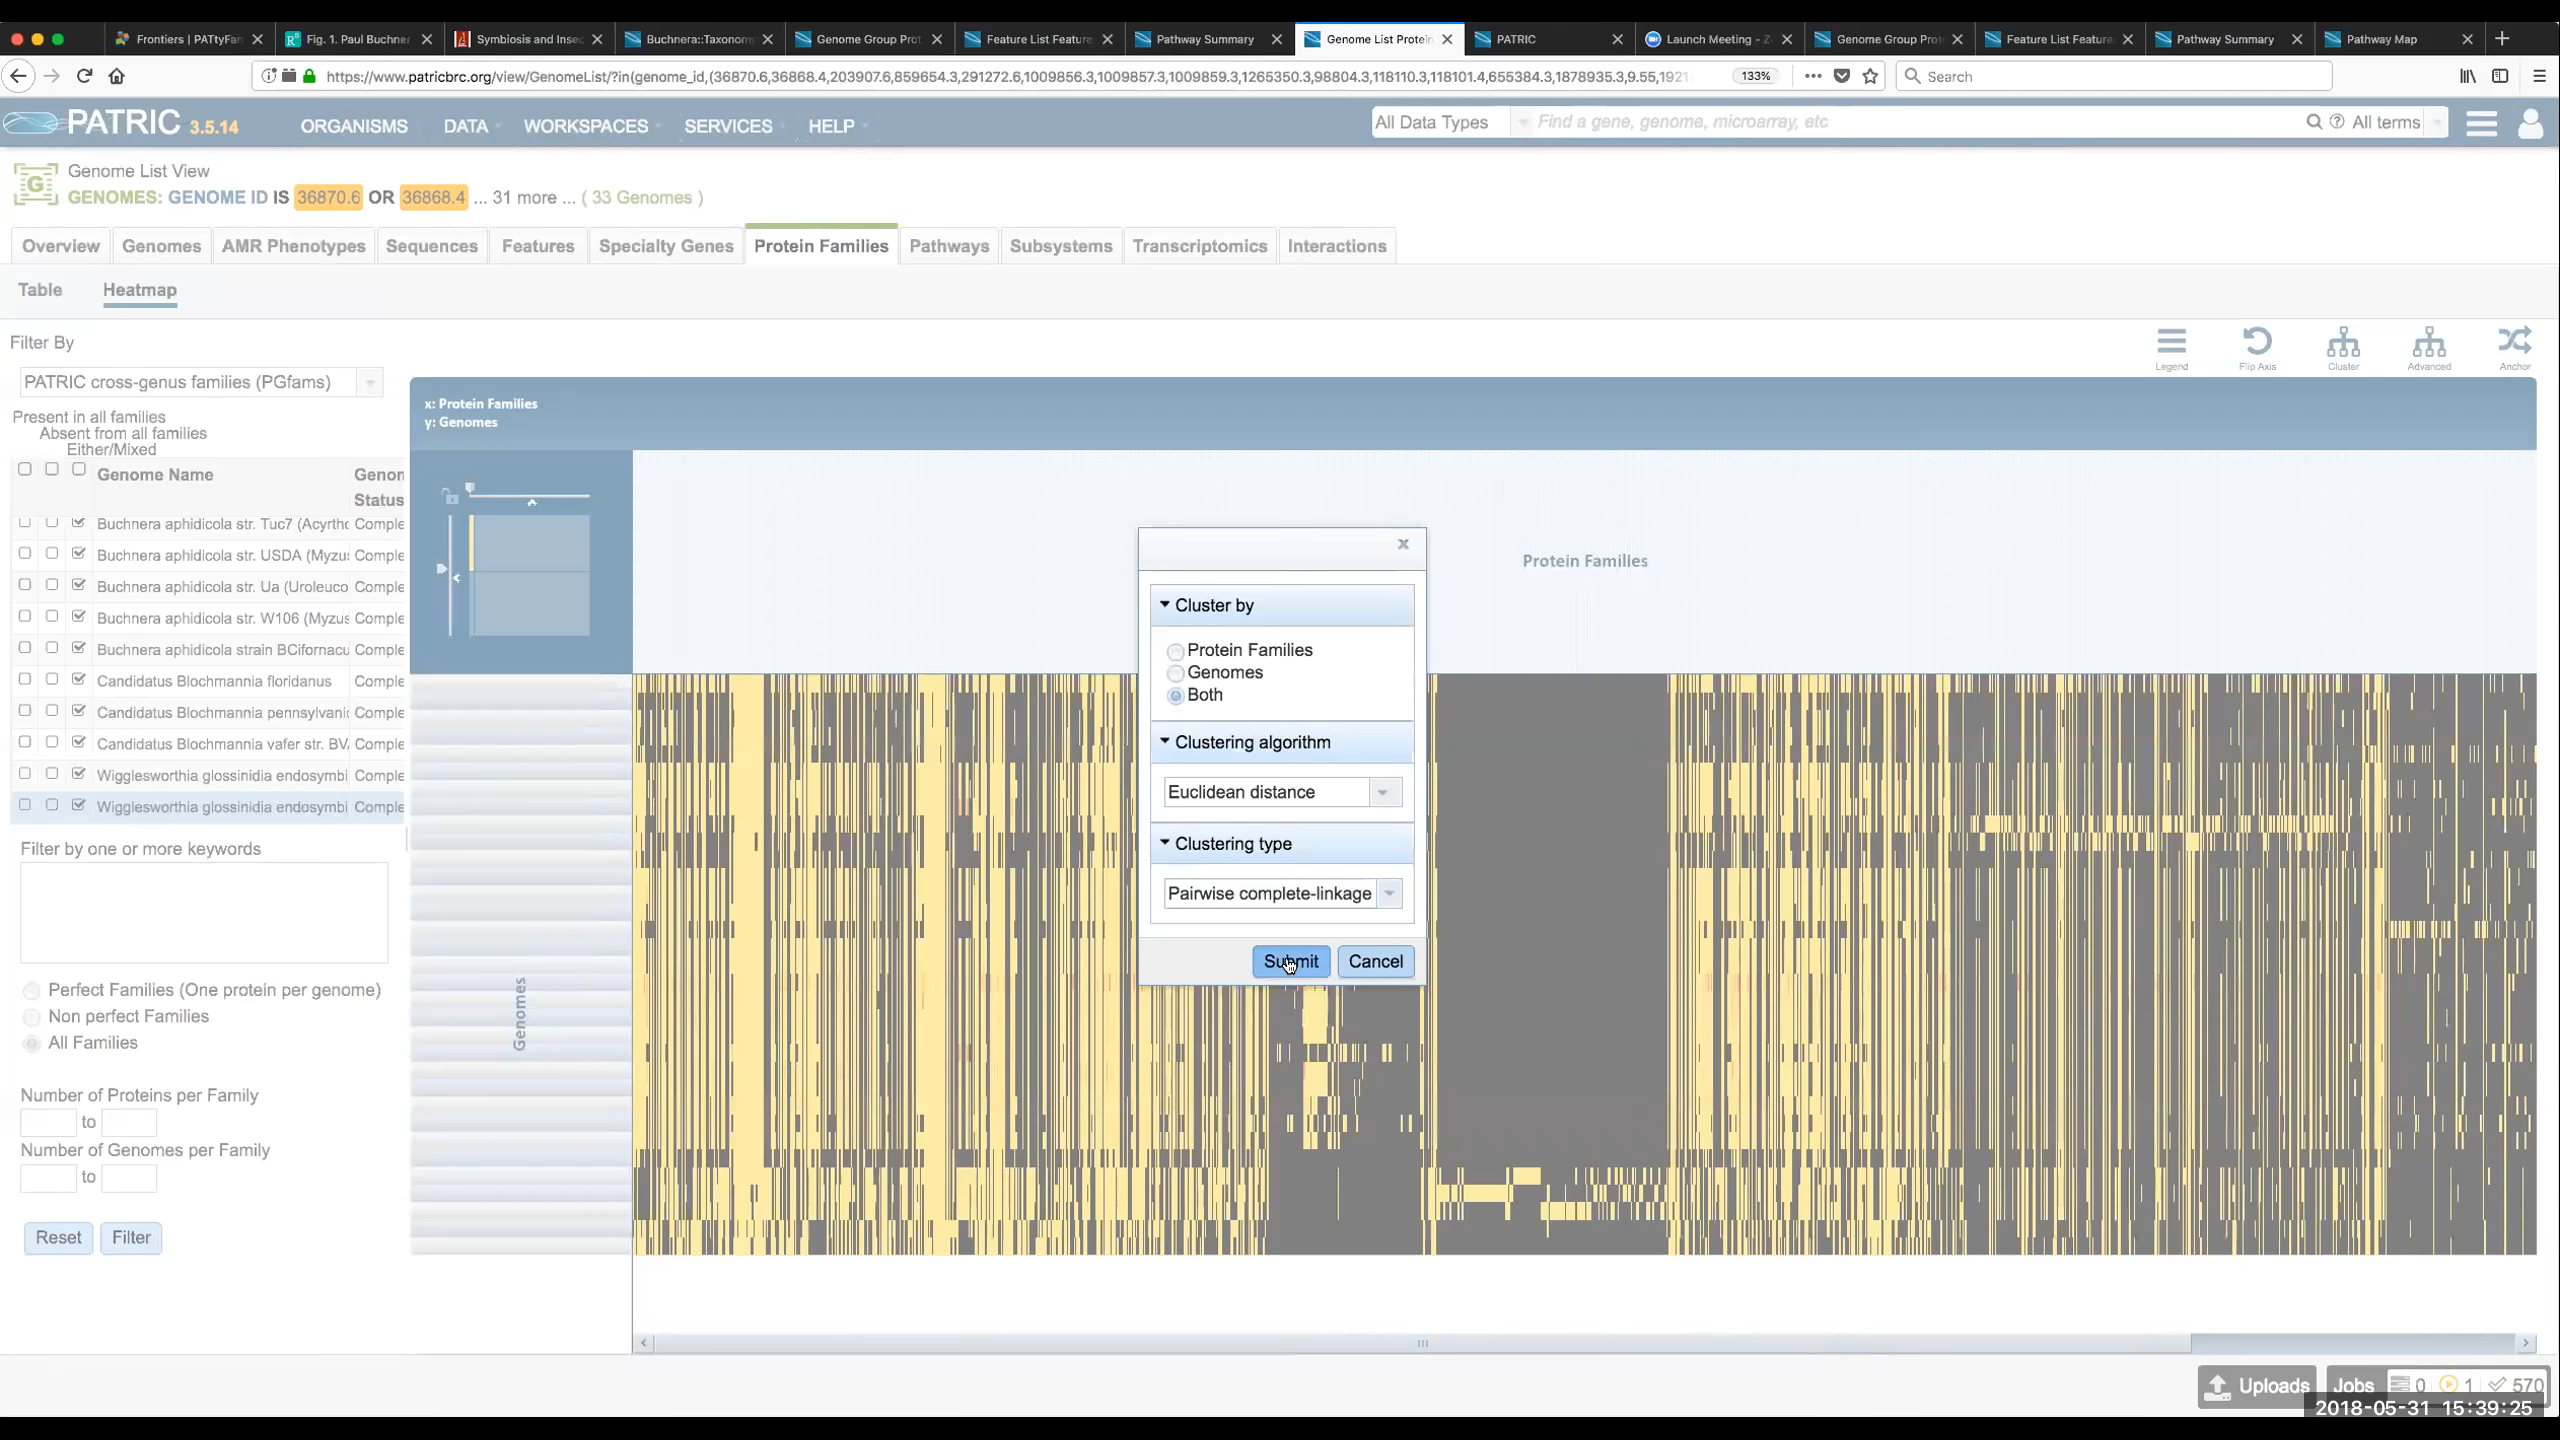 Frontiers | PATtyFam
Fig. 1. Paul Buchner
Symbiosis and Insec
Buchnera::Taxonom
Genome Group Prot
Feature List Feature
Pathway Summary
Genome List Protein
PATRIC
Launch Meeting - Z
Genome Group Prot
Feature List Feature
Pathway Summary
Pathway Map
https://www.patricbrc.org/view/GenomeList/?in(genome_id,(36870.6,36868.4,203907.6,859654.3,291272.6,1009856.3,1009857.3,1009859.3,1265350.3,98804.3,118110.3,118101.4,655384.3,1878935.3,9.55,1921
133%
Search
PATRIC 3.5.14
ORGANISMS DATA WORKSPACES SERVICES HELP
All Data Types
Find a gene, genome, microarray, etc
All terms
Genome List View
GENOMES: GENOME ID IS 36870.6 OR 36868.4 ... 31 more ... ( 33 Genomes )
Overview Genomes AMR Phenotypes Sequences Features Specialty Genes Protein Families Pathways Subsystems Transcriptomics Interactions
Table Heatmap
Filter By
PATRIC cross-genus families (PGfams)
Present in all families
Absent from all families
Either/Mixed
Genome Name
Genom
Status
Buchnera aphidicola str. Tuc7 (Acyrtho Comple
Buchnera aphidicola str. USDA (Myzus Comple
Buchnera aphidicola str. Ua (Uroleuco Comple
Buchnera aphidicola str. W106 (Myzus Comple
Buchnera aphidicola strain BCifornacu Comple
Candidatus Blochmannia floridanus Comple
Candidatus Blochmannia pennsylvanic Comple
Candidatus Blochmannia vafer str. BV Comple
Wigglesworthia glossinidia endosymbi Comple
Wigglesworthia glossinidia endosymbi Comple
Filter by one or more keywords
Perfect Families (One protein per genome)
Non perfect Families
All Families
Number of Proteins per Family
to
Number of Genomes per Family
to
Reset Filter
Legend
Flip Axis
Cluster
Advanced
Anchor
x: Protein Families
y: Genomes
Protein Families
Genomes
Cluster by
Protein Families
Genomes
Both
Clustering algorithm
Euclidean distance
Clustering type
Pairwise complete-linkage
Submit Cancel
Uploads
Jobs 0 1 570
2018-05-31 15:39:25